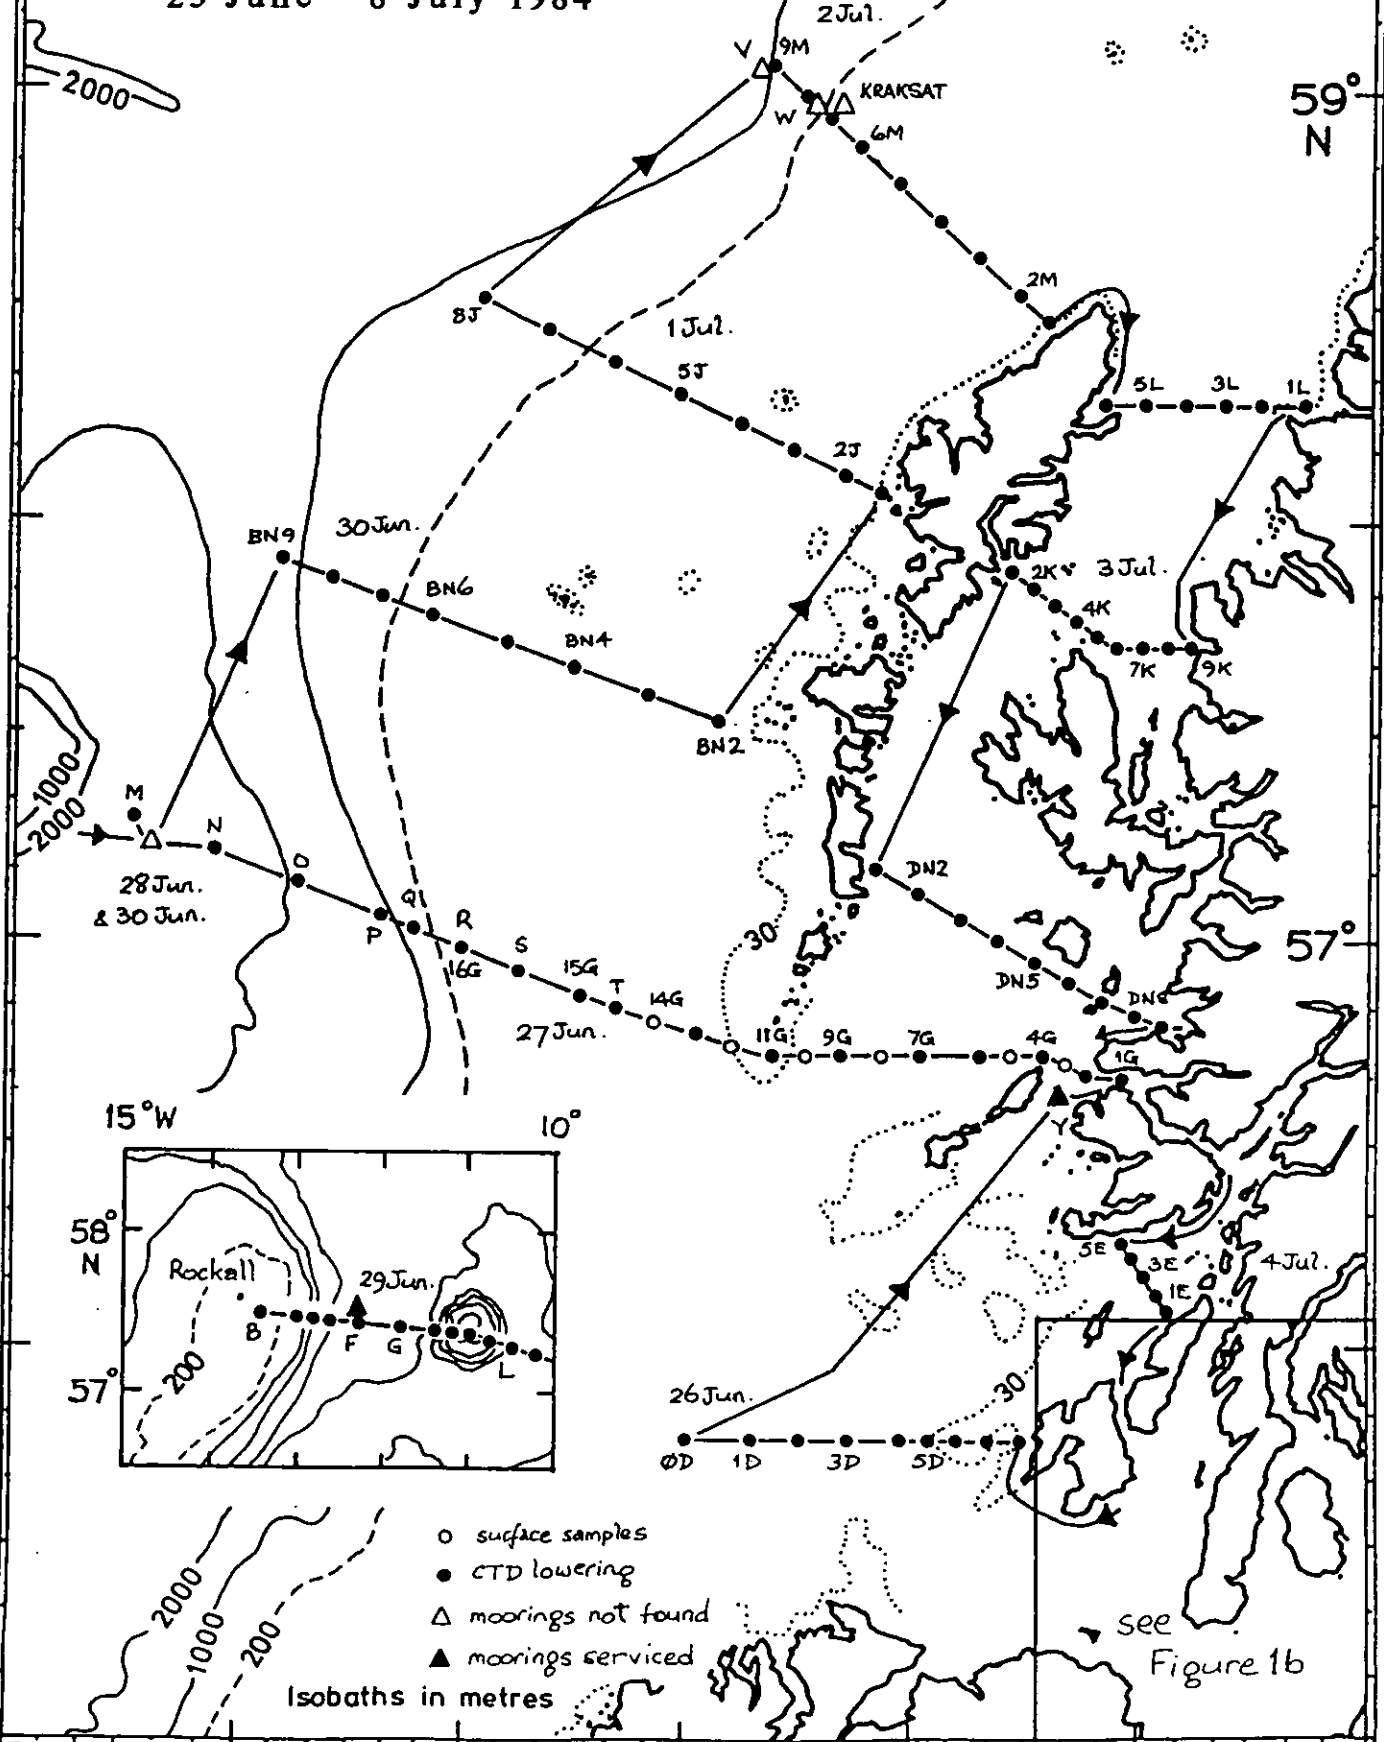 25 June - 8 July 1984
2 Jul.
V
9M
2000
KRAKSAT
59°
N
W
6M
2M
8J
1 Jul.
5J
5L
3L
1L
2J
BN9
30 Jun.
2K
3 Jul.
BN6
4K
BN4
7K
9K
BN2
1000
2000
M
N
O
DN2
28 Jun.
& 30 Jun.
Q
P
R
30
57°
16G
S
15G
T
14G
DN5
DN8
27 Jun.
11G
9G
7G
4G
1G
Y
15°W
10°
58°
N
Rockall
29 Jun.
B
F
G
L
200
57°
5E
3E
1E
4 Jul.
26 Jun.
30
ØD
1D
3D
5D
surface samples
CTD lowering
moorings not found
moorings serviced
Isobaths in metres
2000
1000
200
see
Figure 1b